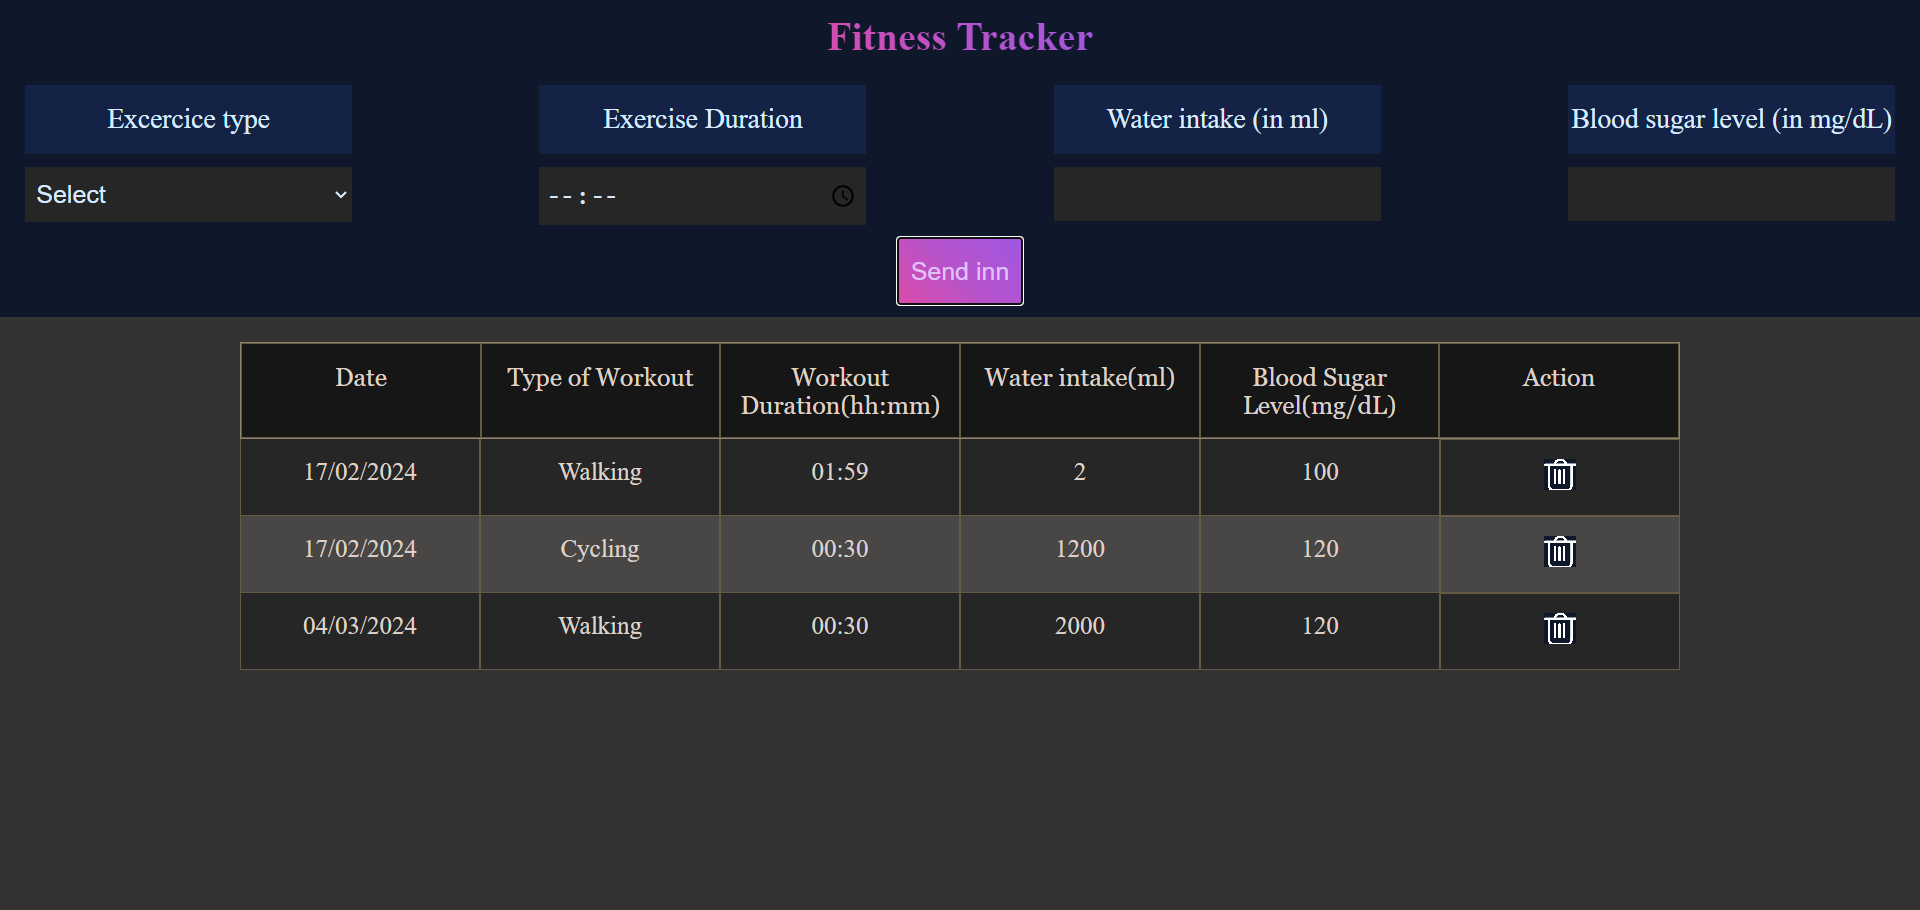 Fitness Tracker
Excercice type Exercise Duration Water intake (in ml) Blood sugar level (in mg/dL)
Select --:--
Send inn
Date Type of Workout Workout Water intake(ml) Blood Sugar Action
Duration(hh:mm) Level(mg/dL)
17/02/2024 Walking 01:59 2 100
17/02/2024 Cycling 00:30 1200 120
04/03/2024 Walking 00:30 2000 120